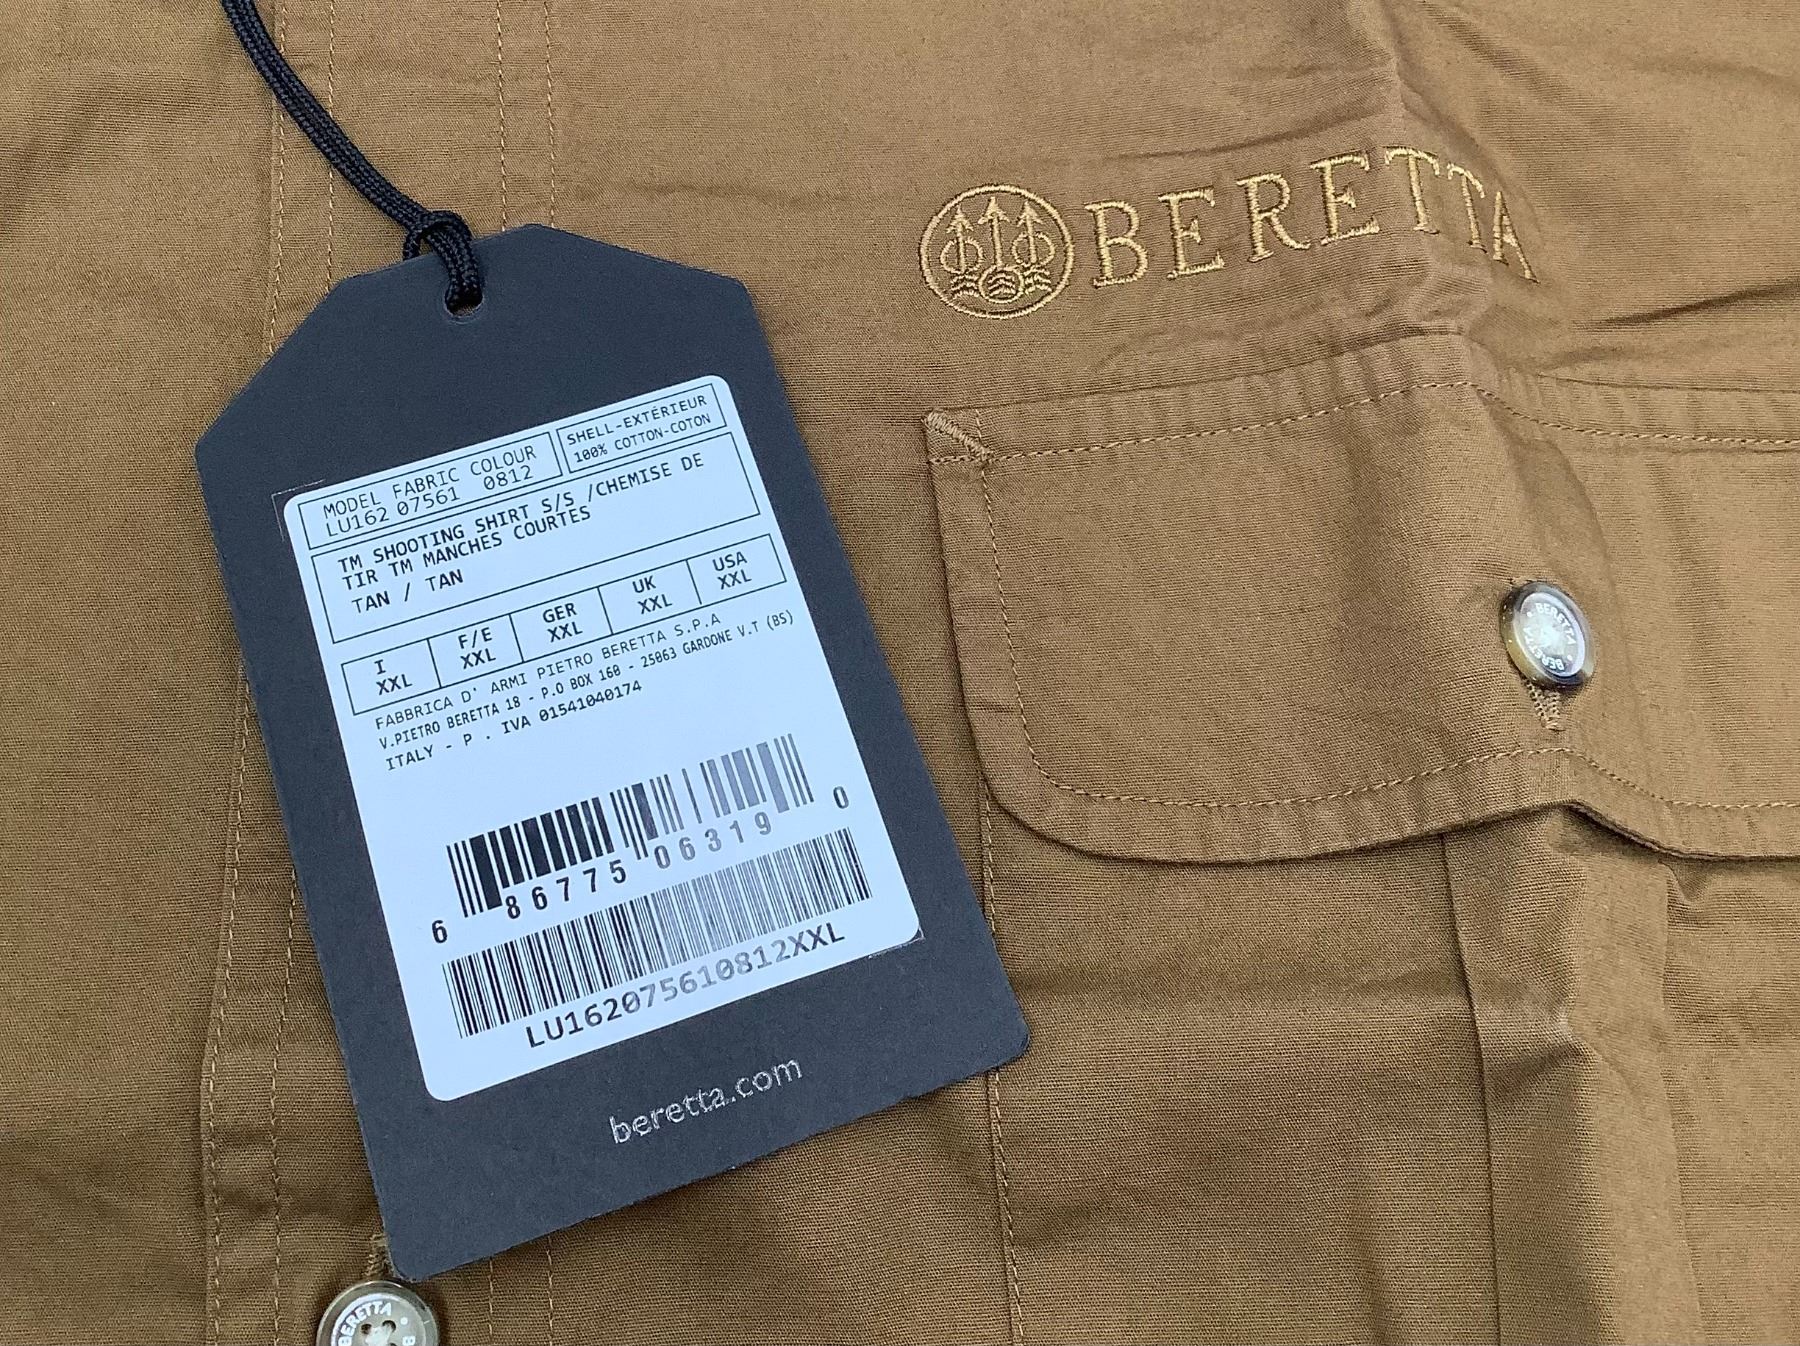 BERETTA
MODEL FABRIC COLOUR
LU162 07561 0812
SHELL-EXTÉRIEUR
100% COTTON-COTON
TM SHOOTING SHIRT S/S /CHEMISE DE
TIR TM MANCHES COURTES
TAN / TAN
I F/E GER UK USA
XXL XXL XXL XXL XXL
FABBRICA D' ARMI PIETRO BERETTA S.P.A
V.PIETRO BERETTA 18 - P.O BOX 160 - 25063 GARDONE V.T (BS)
ITALY - P . IVA 01541040174
6 86775 06319 0
LU162075610812XXL
beretta.com
BERETTA
BERETTA